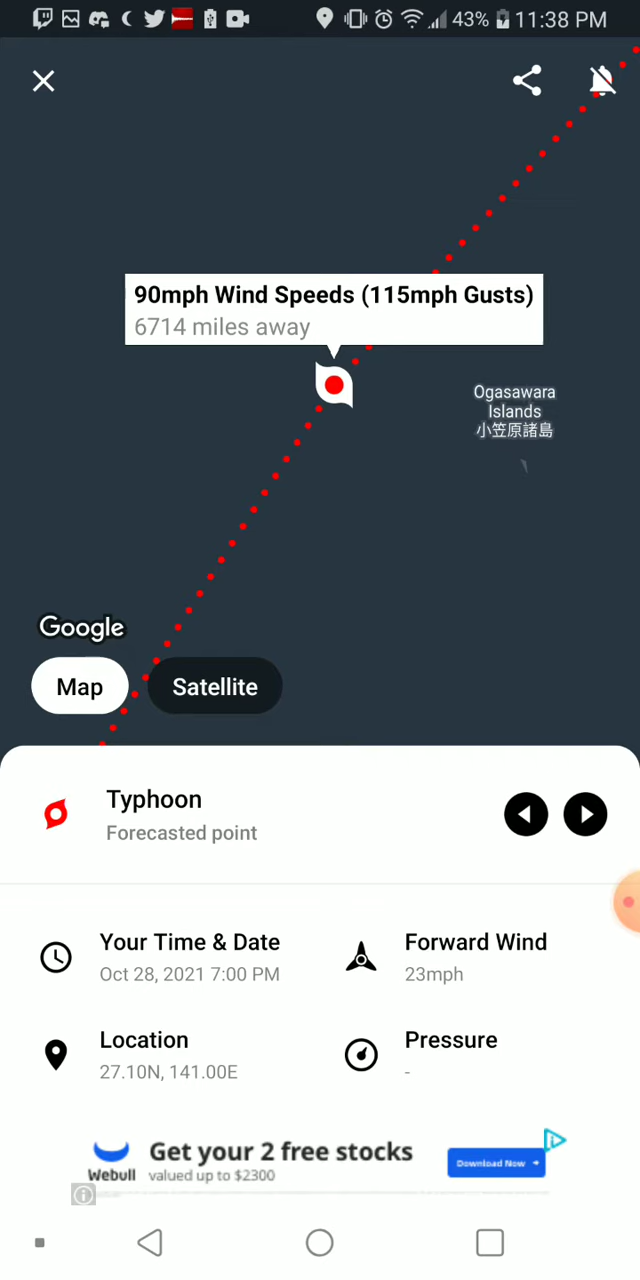 43% 11:38 PM
90mph Wind Speeds (115mph Gusts)
6714 miles away
Ogasawara
Islands
小笠原諸島
Google
Map
Satellite
Typhoon
Forecasted point
Your Time & Date
Oct 28, 2021 7:00 PM
Forward Wind
23mph
Location
27.10N, 141.00E
Pressure
-
Webull
Get your 2 free stocks
valued up to $2300
Download Now